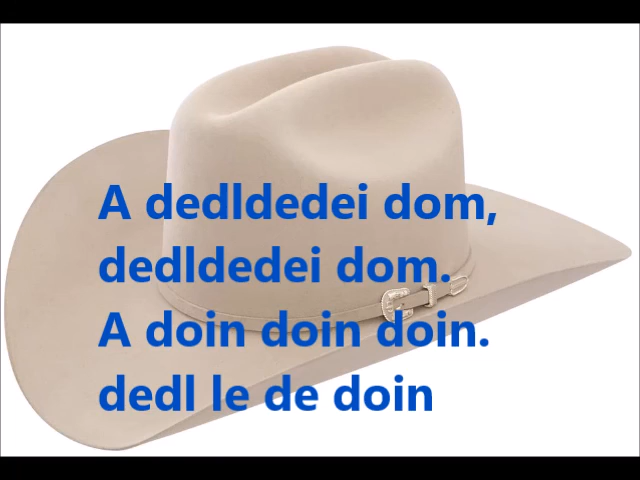 A dedldedei dom,
dedldedei dom.
A doin doin doin.
dedl le de doin